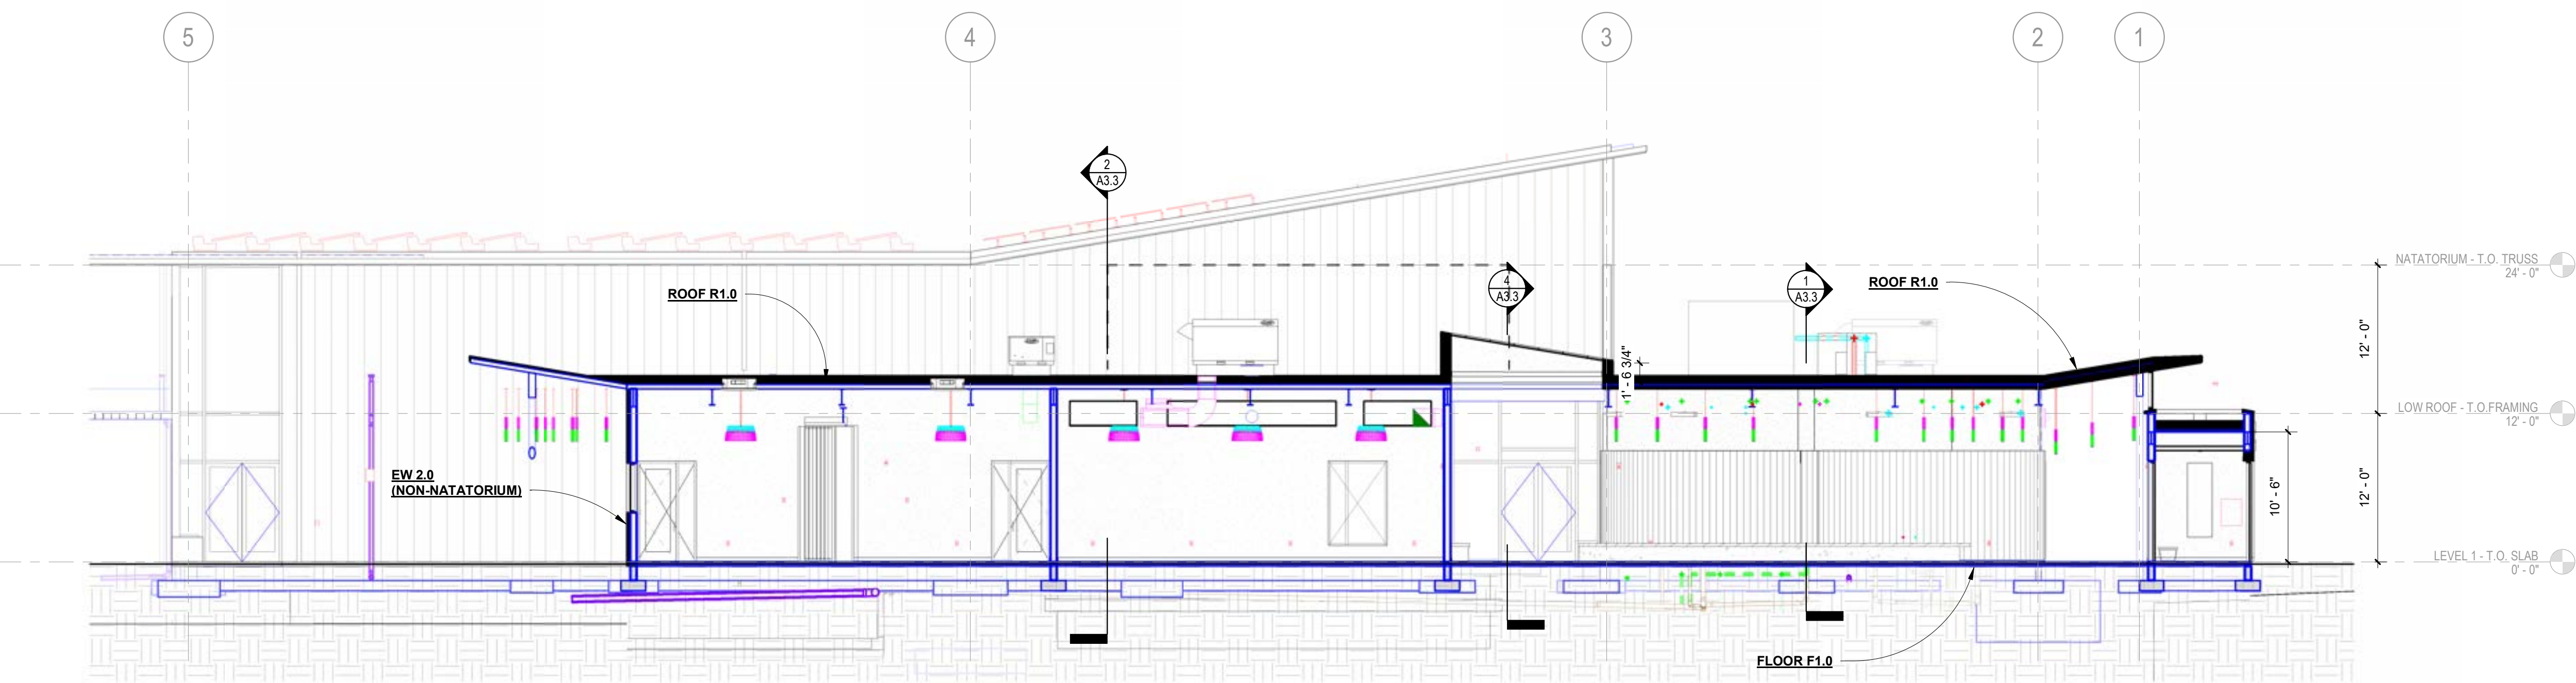 5
4
3
2
1
2
A3.3
NATATORIUM - T.O. TRUSS
24' - 0"
ROOF R1.0
4
A3.3
1
A3.3
ROOF R1.0
12' - 0"
1' - 6 3/4"
LOW ROOF - T.O.FRAMING
12' - 0"
EW 2.0
(NON-NATATORIUM)
10' - 6"
12' - 0"
LEVEL 1 - T.O. SLAB
0' - 0"
FLOOR F1.0